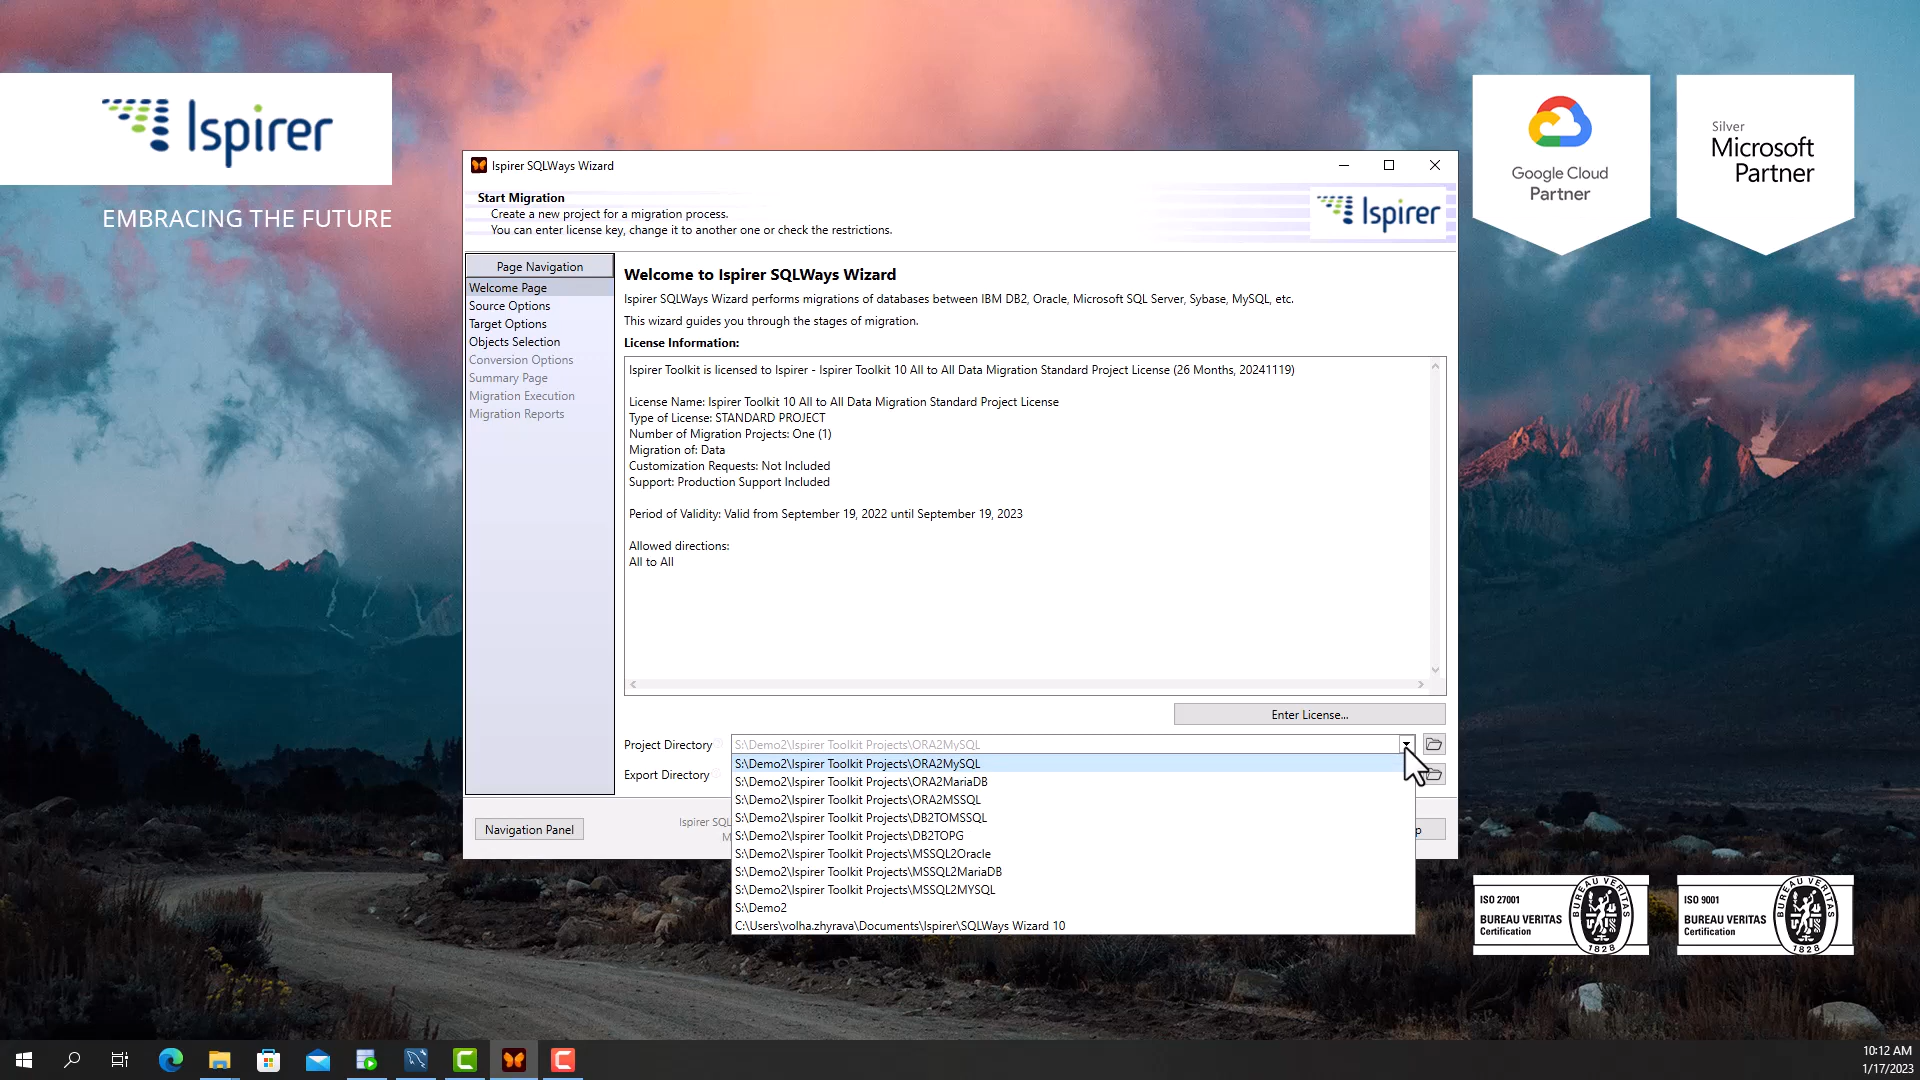 Ispirer
EMBRACING THE FUTURE
Google Cloud
Partner
Silver
Microsoft
Partner
Ispirer SQLWays Wizard
Start Migration
Create a new project for a migration process.
You can enter license key, change it to another one or check the restrictions.
Ispirer
Page Navigation
Welcome Page
Source Options
Target Options
Objects Selection
Conversion Options
Summary Page
Migration Execution
Migration Reports
Welcome to Ispirer SQLWays Wizard
Ispirer SQLWays Wizard performs migrations of databases between IBM DB2, Oracle, Microsoft SQL Server, Sybase, MySQL, etc.
This wizard guides you through the stages of migration.
License Information:
Ispirer Toolkit is licensed to Ispirer - Ispirer Toolkit 10 All to All Data Migration Standard Project License (26 Months, 20241119)
License Name: Ispirer Toolkit 10 All to All Data Migration Standard Project License
Type of License: STANDARD PROJECT
Number of Migration Projects: One (1)
Migration of: Data
Customization Requests: Not Included
Support: Production Support Included
Period of Validity: Valid from September 19, 2022 until September 19, 2023
Allowed directions:
All to All
Enter License...
Project Directory
S:\Demo2\Ispirer Toolkit Projects\ORA2MySQL
S:\Demo2\Ispirer Toolkit Projects\ORA2MySQL
S:\Demo2\Ispirer Toolkit Projects\ORA2MariaDB
S:\Demo2\Ispirer Toolkit Projects\ORA2MSSQL
S:\Demo2\Ispirer Toolkit Projects\DB2TOMSSQL
S:\Demo2\Ispirer Toolkit Projects\DB2TOPG
S:\Demo2\Ispirer Toolkit Projects\MSSQL2Oracle
S:\Demo2\Ispirer Toolkit Projects\MSSQL2MariaDB
S:\Demo2\Ispirer Toolkit Projects\MSSQL2MYSQL
S:\Demo2
C:\Users\volha.zhyrava\Documents\Ispirer\SQLWays Wizard 10
Export Directory
Navigation Panel
Ispirer SQL
M
p
ISO 27001
BUREAU VERITAS
Certification
BUREAU VERITAS
1828
ISO 9001
BUREAU VERITAS
Certification
BUREAU VERITAS
1828
10:12 AM
1/17/2023